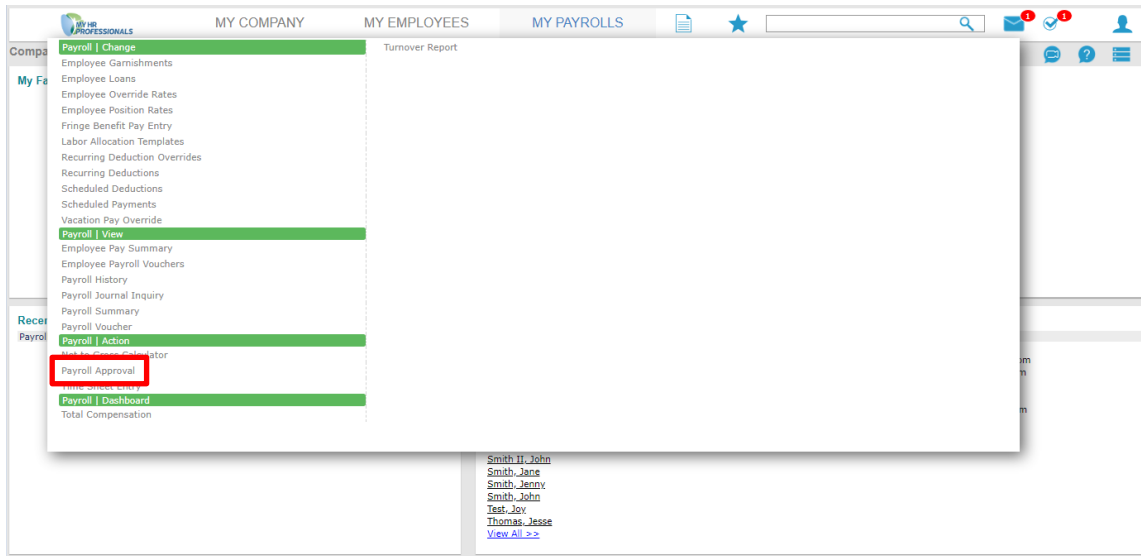 MY HR
PROFESSIONALS
MY COMPANY
MY EMPLOYEES
MY PAYROLLS
1
1
Compa
My Fa
Payroll | Change
Employee Garnishments
Employee Loans
Employee Override Rates
Employee Position Rates
Fringe Benefit Pay Entry
Labor Allocation Templates
Recurring Deduction Overrides
Recurring Deductions
Scheduled Deductions
Scheduled Payments
Vacation Pay Override
Payroll | View
Employee Pay Summary
Employee Payroll Vouchers
Payroll History
Payroll Journal Inquiry
Payroll Summary
Payroll Voucher
Payroll | Action
Net to Gross Calculator
Payroll Approval
Time Sheet Entry
Payroll | Dashboard
Total Compensation
Turnover Report
Recen
Payrol
om
m
m
Smith II, John
Smith, Jane
Smith, Jenny
Smith, John
Test, Joy
Thomas, Jesse
View All >>